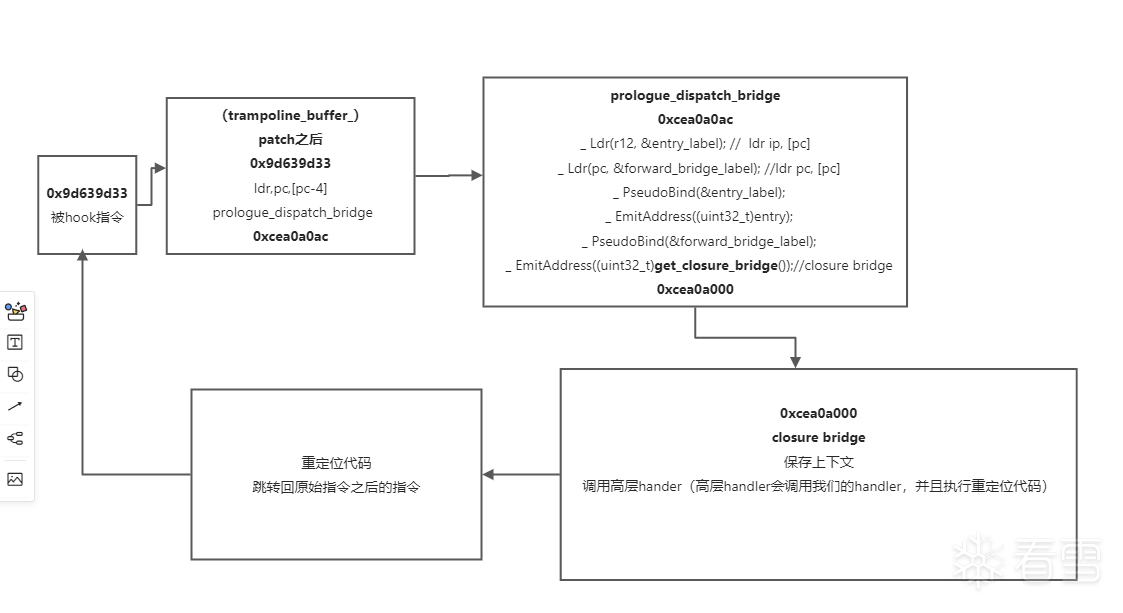 0x9d639d33
被hook指令
（trampoline_buffer_）
patch之后
0x9d639d33
ldr,pc,[pc-4]
prologue_dispatch_bridge
0xcea0a0ac
prologue_dispatch_bridge
0xcea0a0ac
_ Ldr(r12, &entry_label); // ldr ip, [pc]
_ Ldr(pc, &forward_bridge_label); //ldr pc, [pc]
_ PseudoBind(&entry_label);
_ EmitAddress((uint32_t)entry);
_ PseudoBind(&forward_bridge_label);
_ EmitAddress((uint32_t)get_closure_bridge());//closure bridge
0xcea0a000
0xcea0a000
closure bridge
保存上下文
调用高层hander（高层handler会调用我们的handler，并且执行重定位代码）
重定位代码
跳转回原始指令之后的指令
看雪